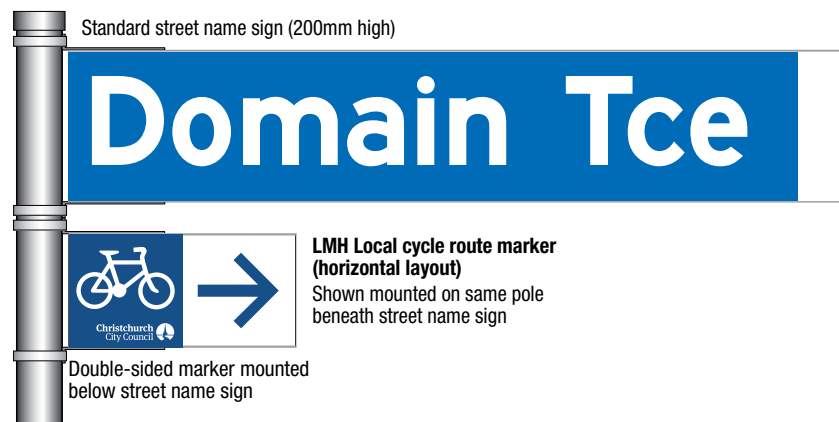 Standard street name sign (200mm high)
Domain Tce
LMH Local cycle route marker
(horizontal layout)
Shown mounted on same pole
beneath street name sign
Christchurch
City Council
Double-sided marker mounted
below street name sign